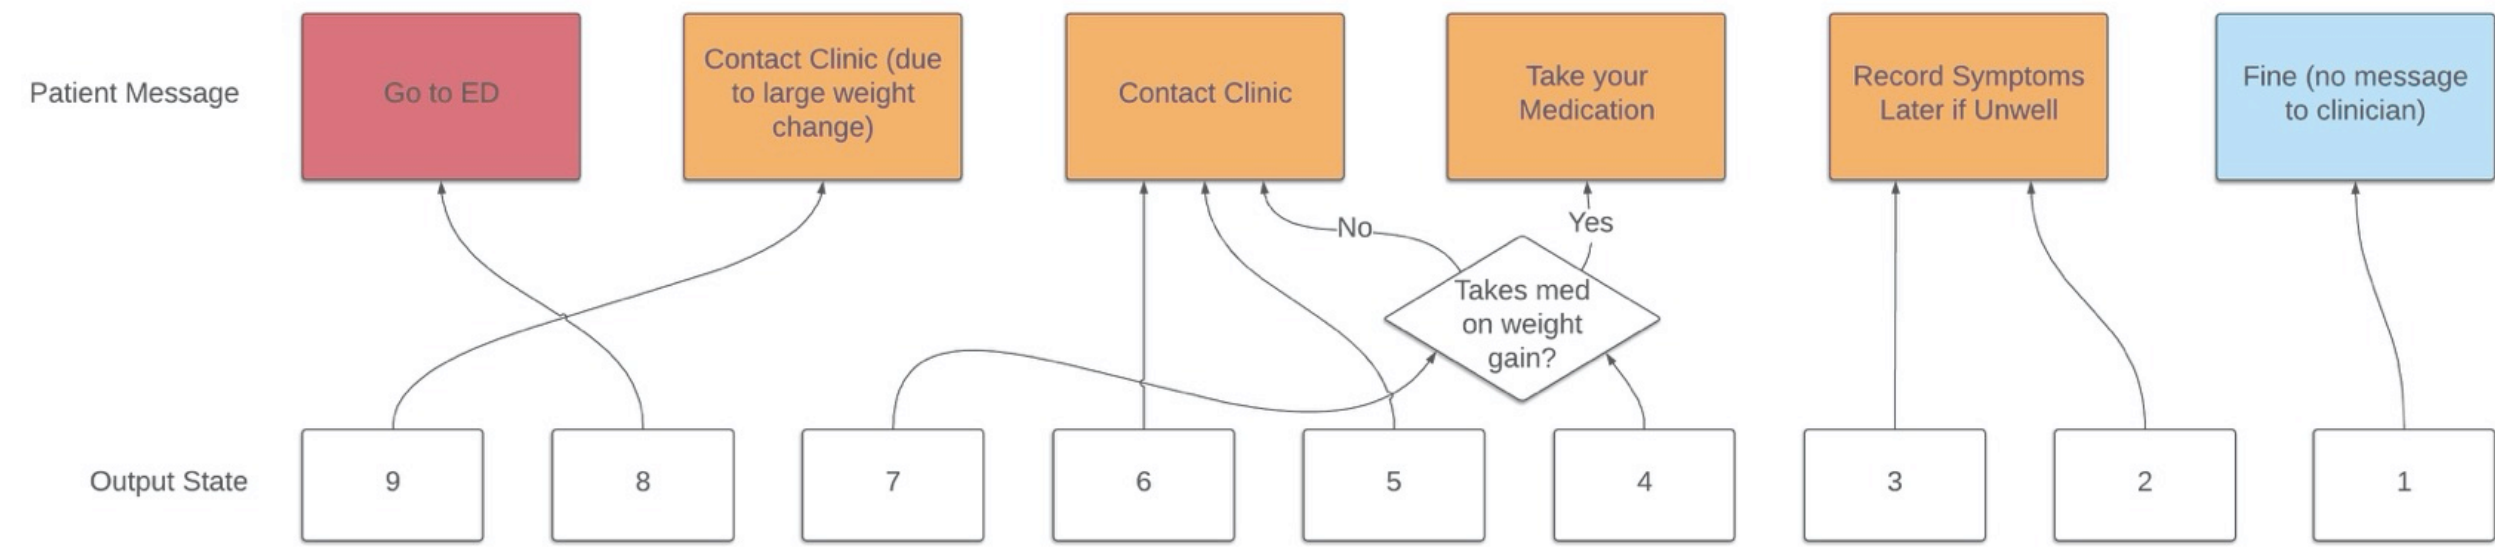 Patient Message
Go to ED
Contact Clinic (due
to large weight
change)
Contact Clinic
Take your
Medication
Record Symptoms
Later if Unwell
Fine (no message
to clinician)
No
Yes
Takes med
on weight
gain?
Output State
9
8
7
6
5
4
3
2
1